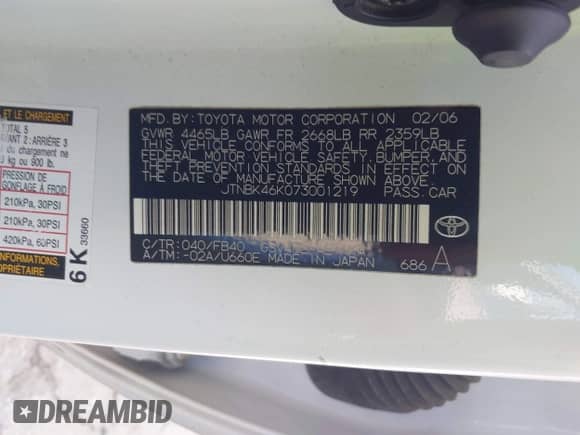 ET LE CHARGEMENT
TOTAL 5
AVANT 2: ARRIÈRE 3
du chargement ne
kg ou 900 lb.
PRESSION DE
GONFLAGE À FROID
210kPa, 30PSI
210kPa, 30PSI
420kPa, 60PSI
6K 33660
MFD. BY: TOYOTA MOTOR CORPORATION 02/06
GVWR 4465LB GAWR FR 2668LB RR 2359LB
THIS VEHICLE CONFORMS TO ALL APPLICABLE
FEDERAL MOTOR VEHICLE SAFETY, BUMPER, AND
THEFT PREVENTION STANDARDS IN EFFECT ON
THE DATE OF MANUFACTURE SHOWN ABOVE.
JTNBK46K073001219 PASS. CAR
C/TR: 040/FB40
A/TM: -02A/U660E MADE IN JAPAN 686 A
TOYOTA
DREAMBID